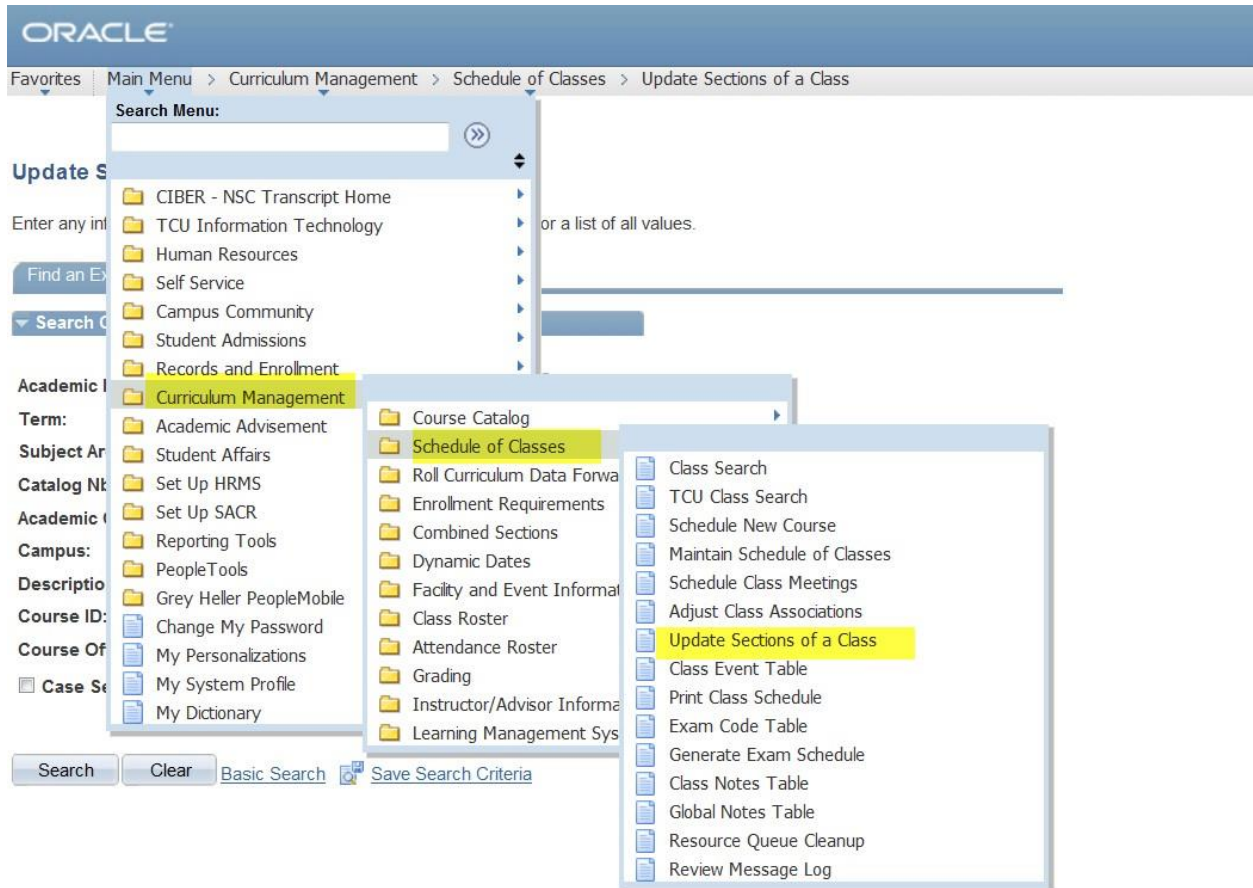 ORACLE
Favorites Main Menu > Curriculum Management > Schedule of Classes > Update Sections of a Class
Search Menu:
Update S
Enter any inf
or a list of all values.
Find an Ex
Search C
CIBER - NSC Transcript Home
TCU Information Technology
Human Resources
Self Service
Campus Community
Student Admissions
Records and Enrollment
Curriculum Management
Academic Advisement
Student Affairs
Set Up HRMS
Set Up SACR
Reporting Tools
PeopleTools
Grey Heller PeopleMobile
Change My Password
My Personalizations
My System Profile
My Dictionary
Course Catalog
Schedule of Classes
Roll Curriculum Data Forwa
Enrollment Requirements
Combined Sections
Dynamic Dates
Facility and Event Informat
Class Roster
Attendance Roster
Grading
Instructor/Advisor Informa
Learning Management Sys
Class Search
TCU Class Search
Schedule New Course
Maintain Schedule of Classes
Schedule Class Meetings
Adjust Class Associations
Update Sections of a Class
Class Event Table
Print Class Schedule
Exam Code Table
Generate Exam Schedule
Class Notes Table
Global Notes Table
Resource Queue Cleanup
Review Message Log
Academic I
Term:
Subject Ar
Catalog Nb
Academic
Campus:
Descriptio
Course ID:
Course Of
Case Se
Search Clear Basic Search Save Search Criteria